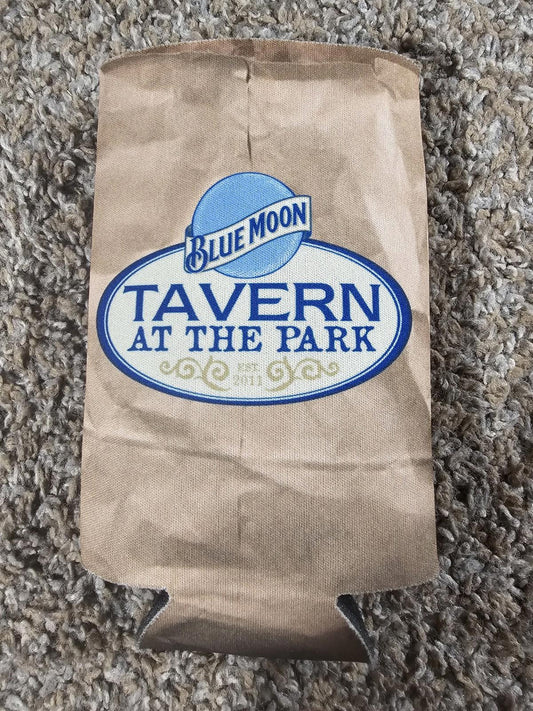 BLUE MOON
TAVERN
AT THE PARK
EST.
2011